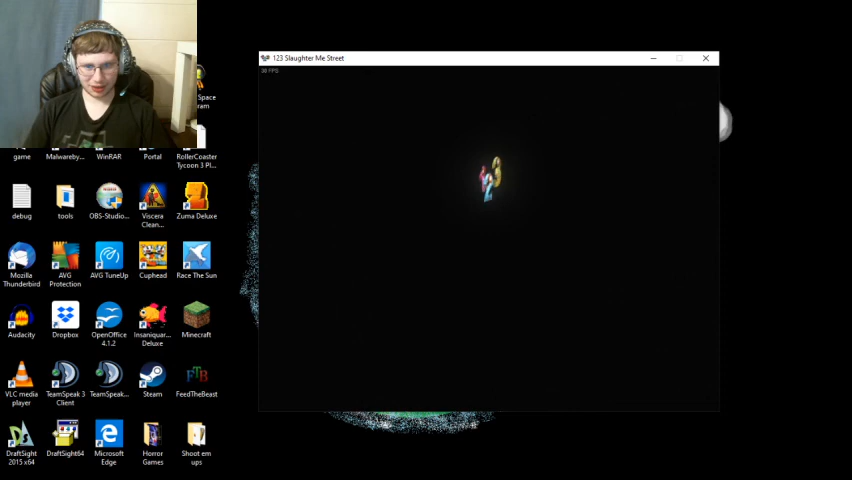 123 Slaughter Me Street
30 FPS
Space
ram
game
Malwareby...
WinRAR
Portal
RollerCoaster
Tycoon 3 Pl...
debug
tools
OBS-Studio...
Viscera
Clean...
Zuma Deluxe
Mozilla
Thunderbird
AVG
Protection
AVG TuneUp
Cuphead
Race The Sun
Audacity
Dropbox
OpenOffice
4.1.2
Insaniquar...
Deluxe
Minecraft
VLC media
player
TeamSpeak 3
Client
TeamSpeak...
Steam
FTB
FeedTheBeast
DraftSight
2015 x64
DraftSight64
Microsoft
Edge
Horror
Games
Shoot em
ups